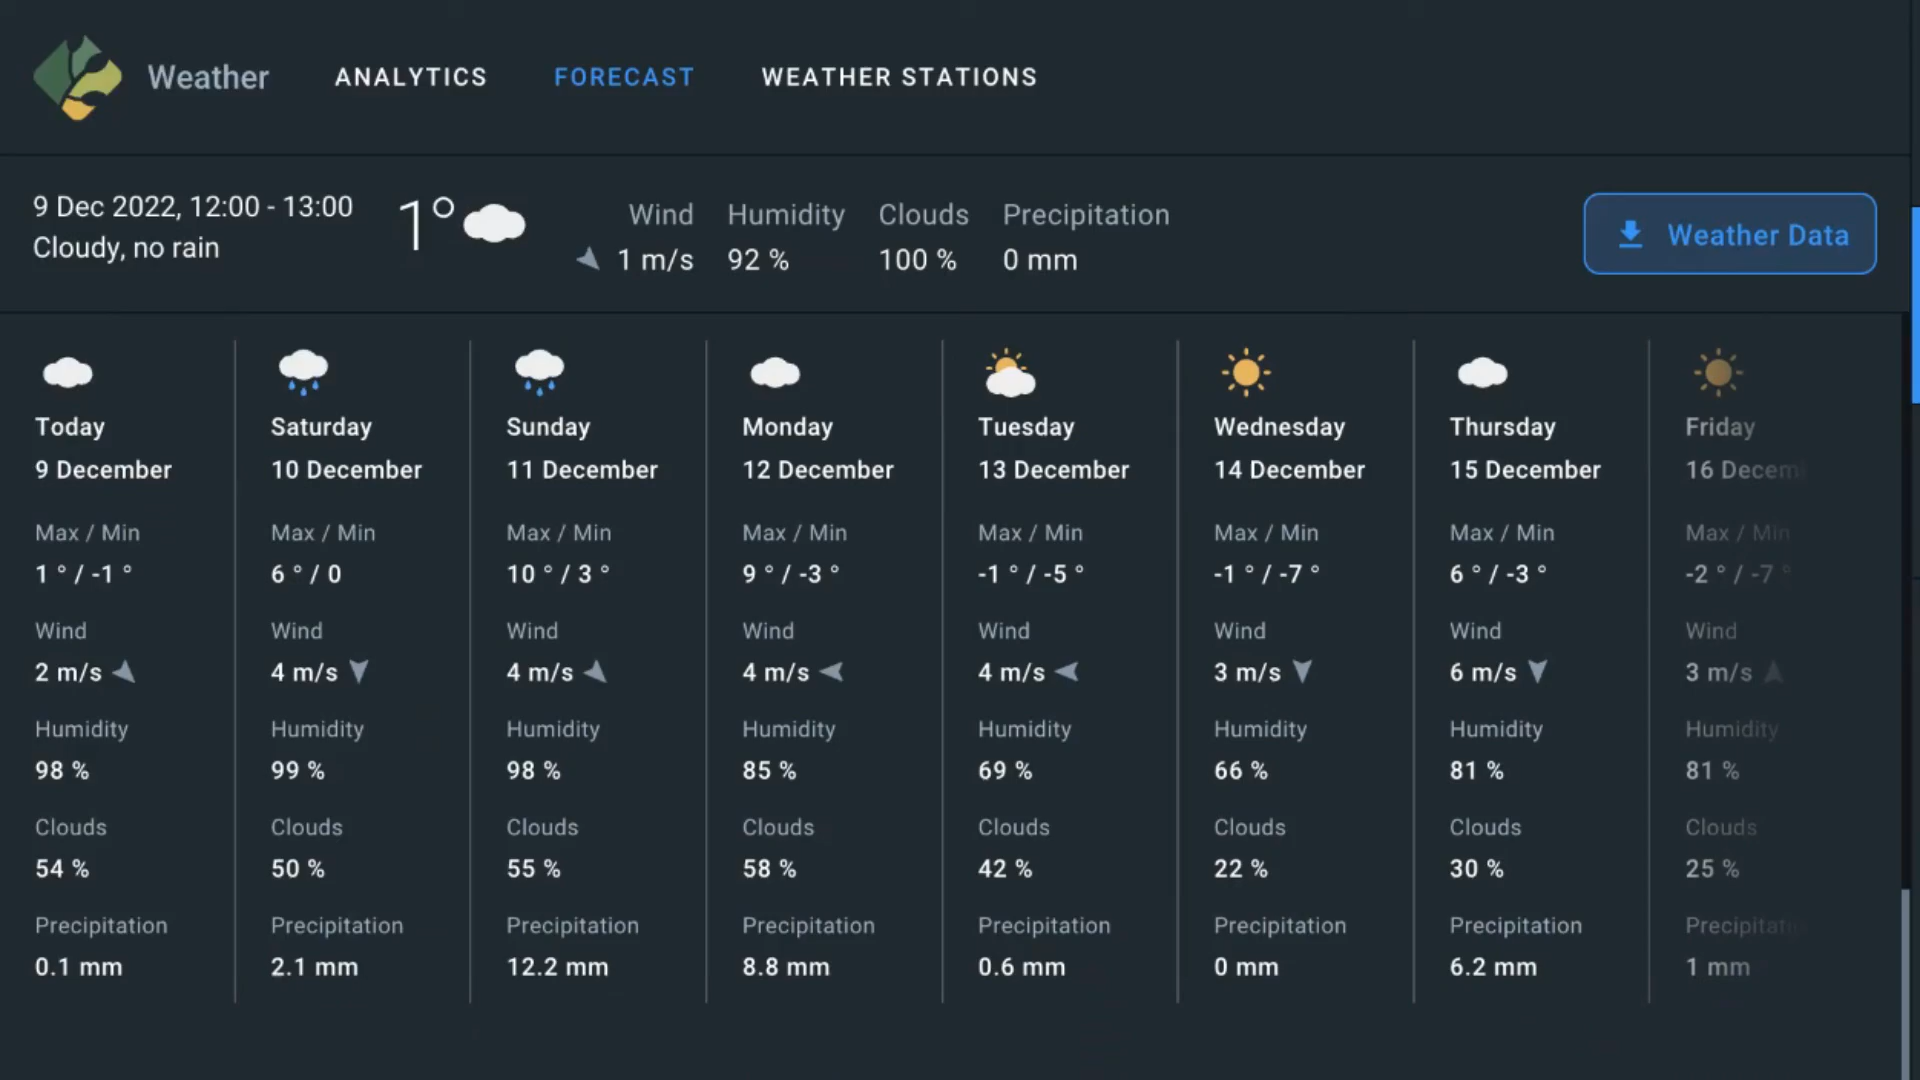 Weather
ANALYTICS
FORECAST
WEATHER STATIONS
9 Dec 2022, 12:00 - 13:00
Cloudy, no rain
1°
Wind
1 m/s
Humidity
92 %
Clouds
100 %
Precipitation
0 mm
Weather Data
Today
9 December
Max / Min
1 ° / -1 °
Wind
2 m/s
Humidity
98 %
Clouds
54 %
Precipitation
0.1 mm
Saturday
10 December
Max / Min
6 ° / 0
Wind
4 m/s
Humidity
99 %
Clouds
50 %
Precipitation
2.1 mm
Sunday
11 December
Max / Min
10 ° / 3 °
Wind
4 m/s
Humidity
98 %
Clouds
55 %
Precipitation
12.2 mm
Monday
12 December
Max / Min
9 ° / -3 °
Wind
4 m/s
Humidity
85 %
Clouds
58 %
Precipitation
8.8 mm
Tuesday
13 December
Max / Min
-1 ° / -5 °
Wind
4 m/s
Humidity
69 %
Clouds
42 %
Precipitation
0.6 mm
Wednesday
14 December
Max / Min
-1 ° / -7 °
Wind
3 m/s
Humidity
66 %
Clouds
22 %
Precipitation
0 mm
Thursday
15 December
Max / Min
6 ° / -3 °
Wind
6 m/s
Humidity
81 %
Clouds
30 %
Precipitation
6.2 mm
Friday
16 Decem
Max / Min
-2 ° / -7 °
Wind
3 m/s
Humidity
81 %
Clouds
25 %
Precipitati
1 mm